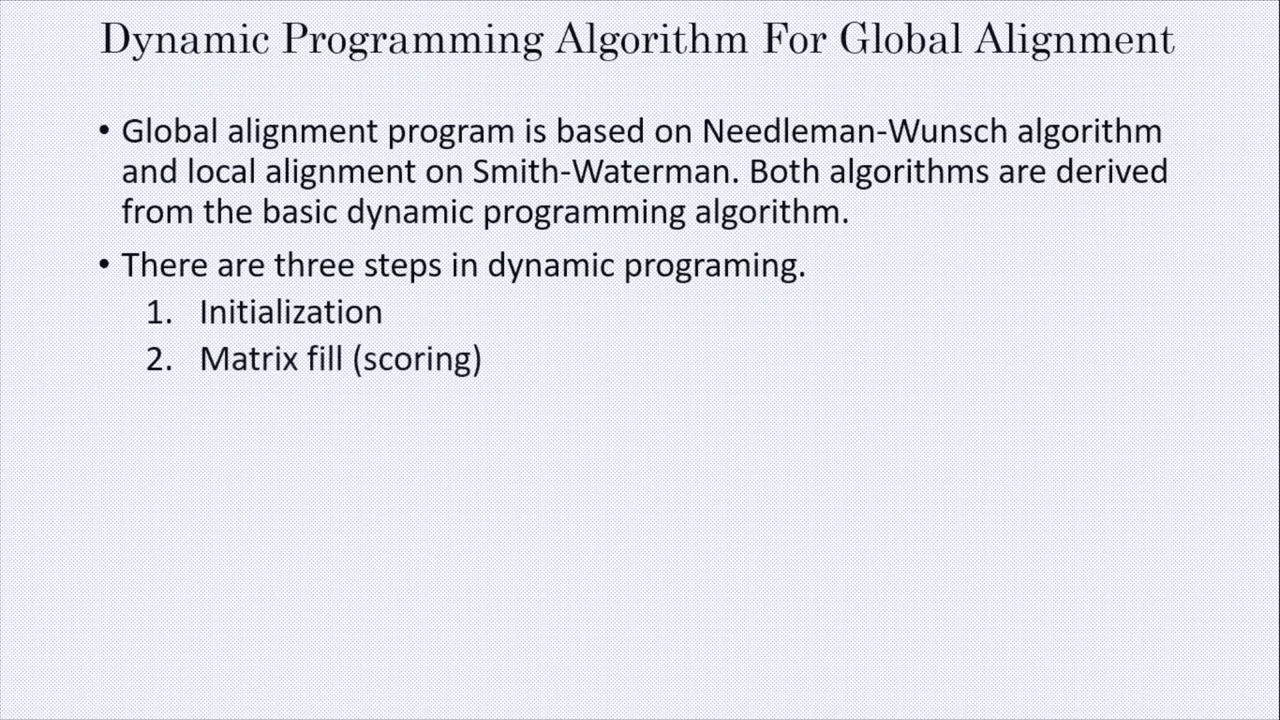 Dynamic Programming Algorithm For Global Alignment
• Global alignment program is based on Needleman-Wunsch algorithm
and local alignment on Smith-Waterman. Both algorithms are derived
from the basic dynamic programming algorithm.
• There are three steps in dynamic programing.
1. Initialization
2. Matrix fill (scoring)